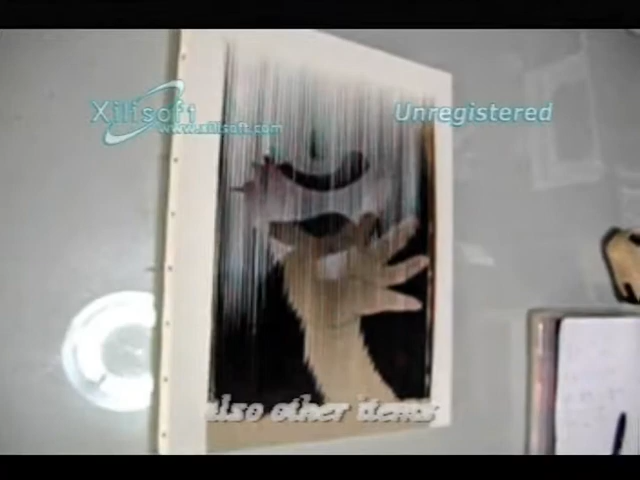 Xilisoft
www.xilisoft.com
Unregistered
also other items